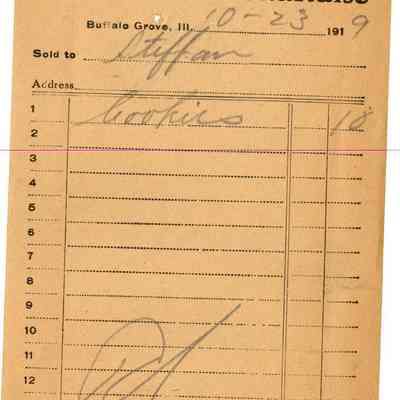 Buffalo Grove, Ill. 10-23 1919
Sold to Steffan
Address
1 Cookies 18
2
3
4
5
6
7
8
9
10
11
12 Pd